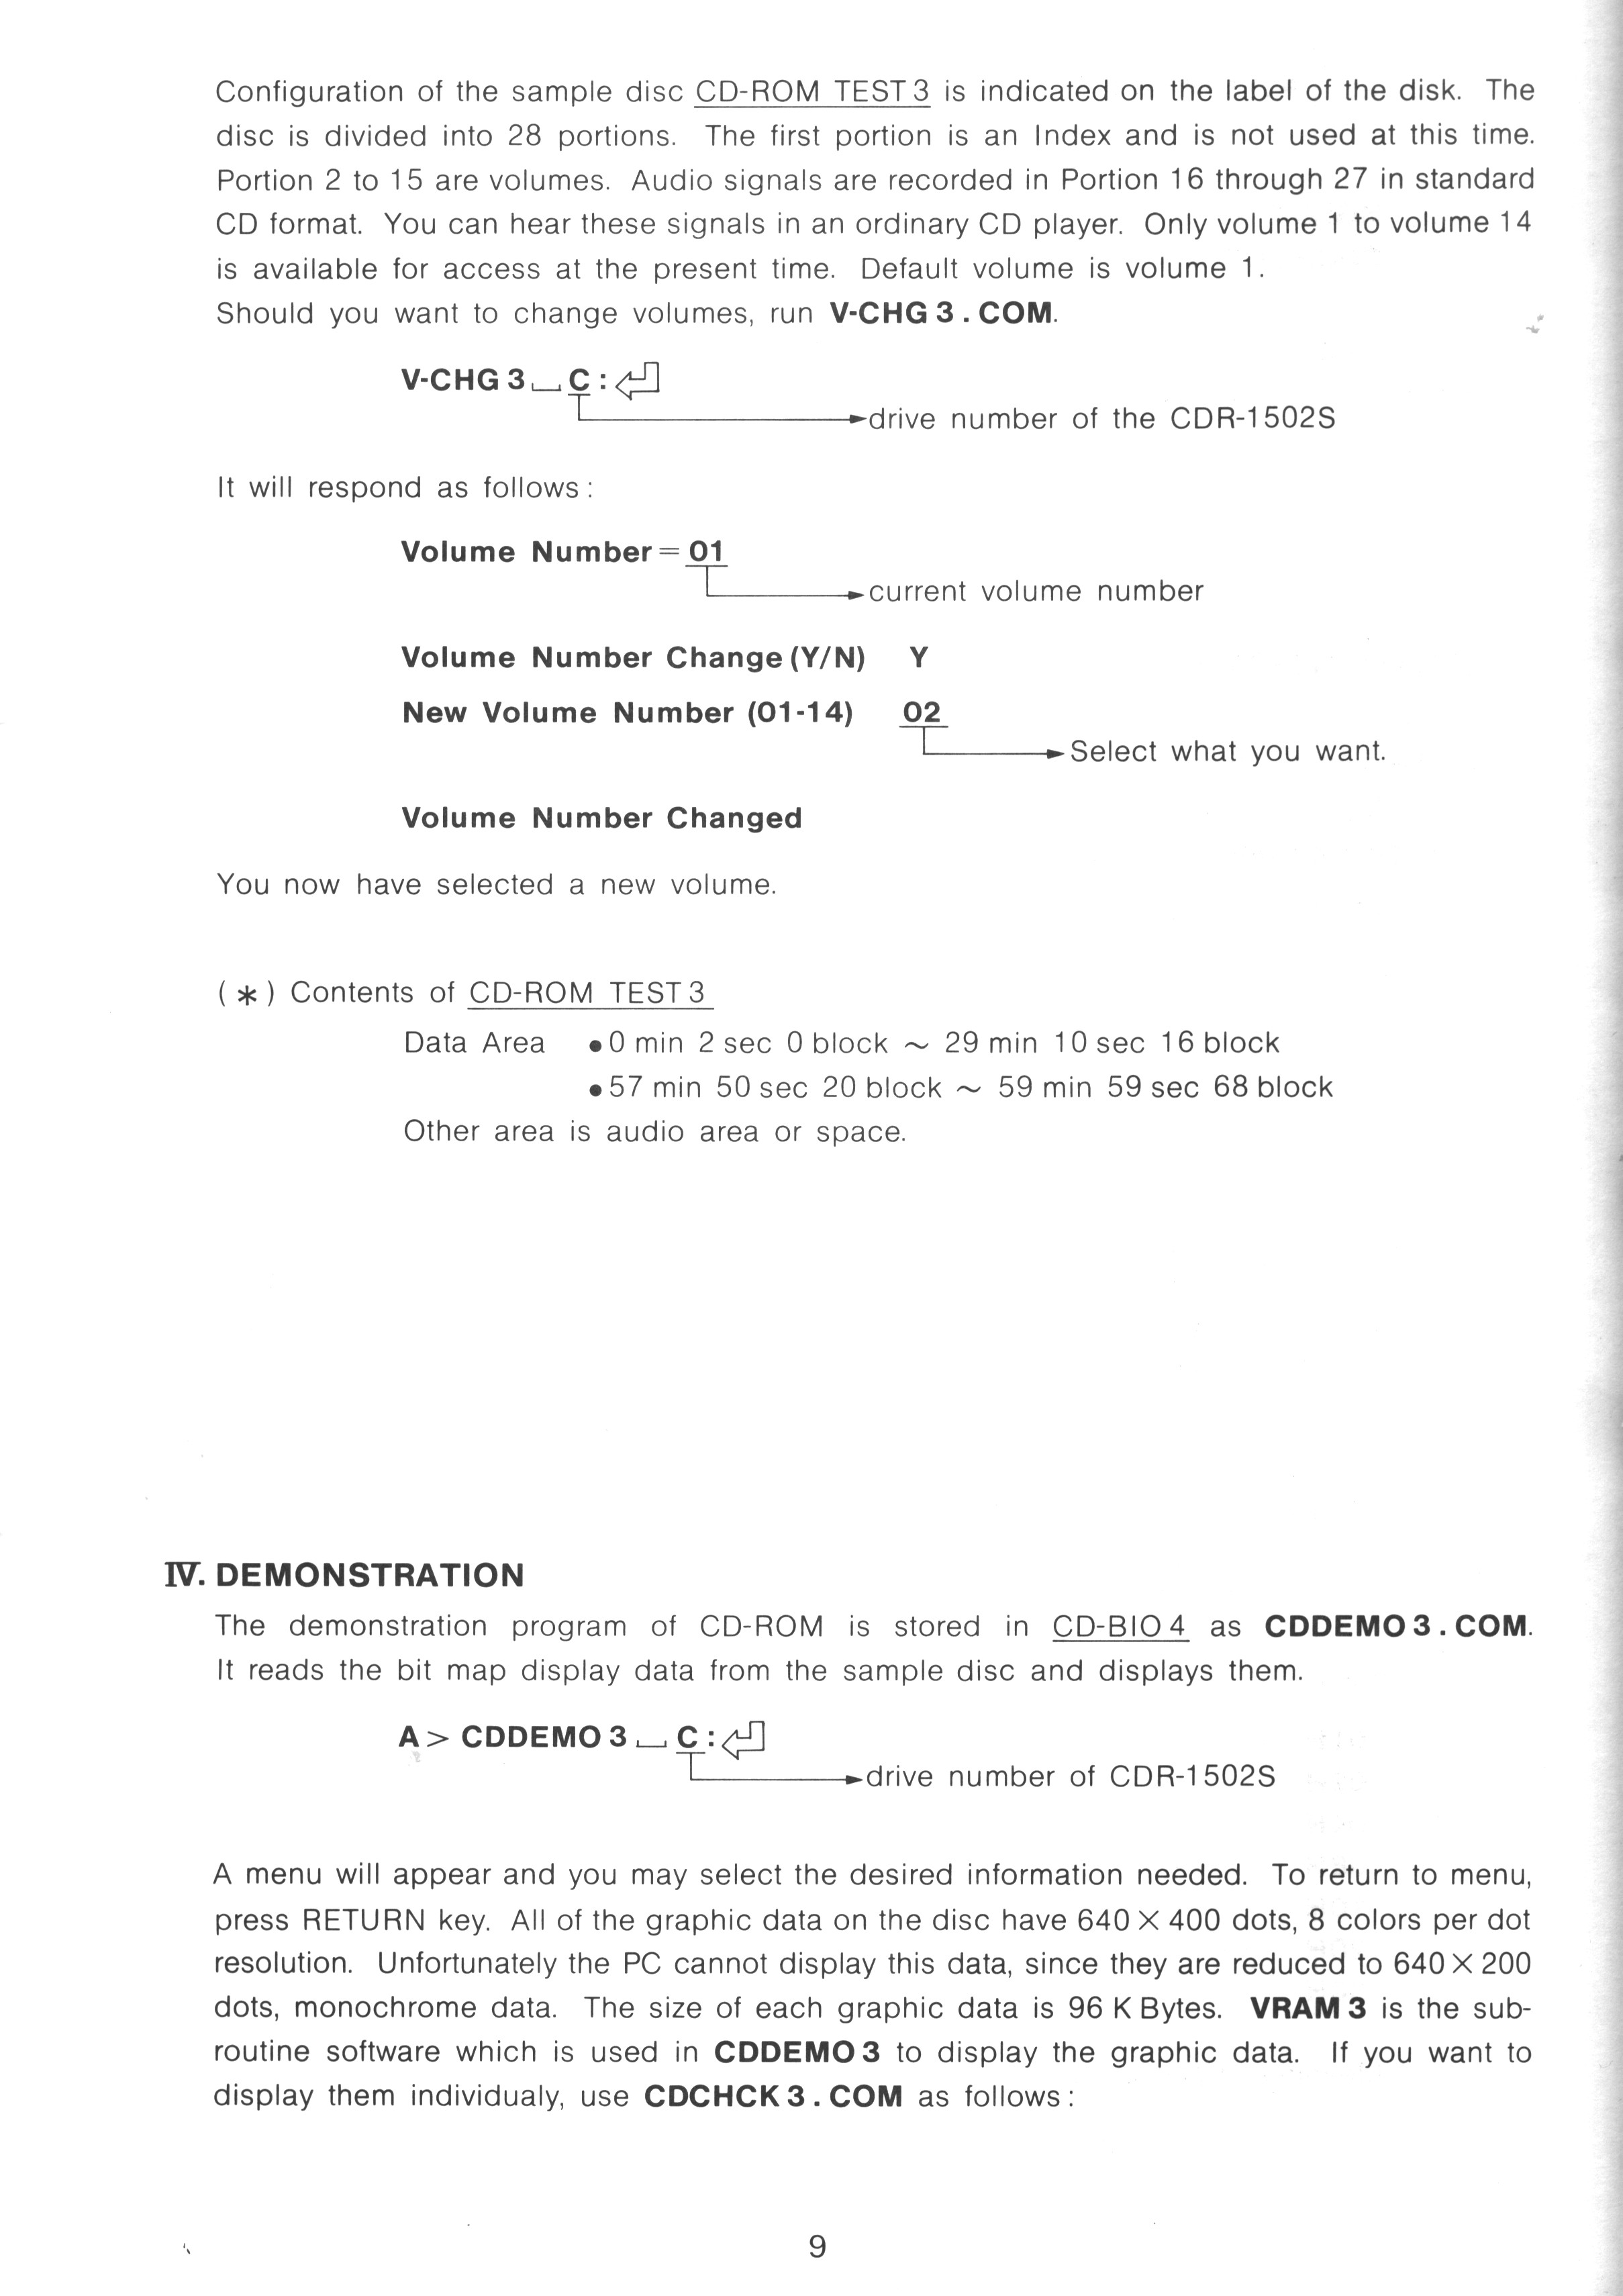 Configuration of the sample disc CD-ROM TEST 3 is indicated on the label of the disk. The
disc is divided into 28 portions. The first portion is an Index and is not used at this time.
Portion 2 to 15 are volumes. Audio signals are recorded in Portion 16 through 27 in standard
CD format. You can hear these signals in an ordinary CD player. Only volume 1 to volume 14
is available for access at the present time. Default volume is volume 1.
Should you want to change volumes, run V-CHG 3 . COM.
V-CHG 3 ⎵ C : ⏎
drive number of the CDR-1502S
It will respond as follows :
Volume Number = 01
current volume number
Volume Number Change (Y/N) Y
New Volume Number (01-14) 02
Select what you want.
Volume Number Changed
You now have selected a new volume.
( * ) Contents of CD-ROM TEST 3
Data Area ● 0 min 2 sec 0 block ~ 29 min 10 sec 16 block
● 57 min 50 sec 20 block ~ 59 min 59 sec 68 block
Other area is audio area or space.
IV. DEMONSTRATION
The demonstration program of CD-ROM is stored in CD-BIO 4 as CDDEMO 3 . COM.
It reads the bit map display data from the sample disc and displays them.
A > CDDEMO 3 ⎵ C : ⏎
drive number of CDR-1502S
A menu will appear and you may select the desired information needed. To return to menu,
press RETURN key. All of the graphic data on the disc have 640 × 400 dots, 8 colors per dot
resolution. Unfortunately the PC cannot display this data, since they are reduced to 640 × 200
dots, monochrome data. The size of each graphic data is 96 K Bytes. VRAM 3 is the sub-
routine software which is used in CDDEMO 3 to display the graphic data. If you want to
display them individualy, use CDCHCK 3 . COM as follows :
9